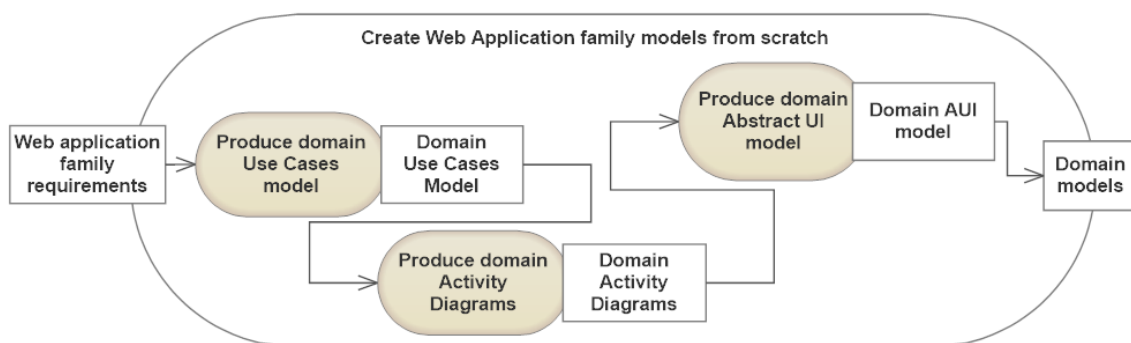 Create Web Application family models from scratch
Web application
family
requirements
Produce domain
Use Cases
model
Domain
Use Cases
Model
Produce domain
Activity
Diagrams
Domain
Activity
Diagrams
Produce domain
Abstract UI
model
Domain AUI
model
Domain
models